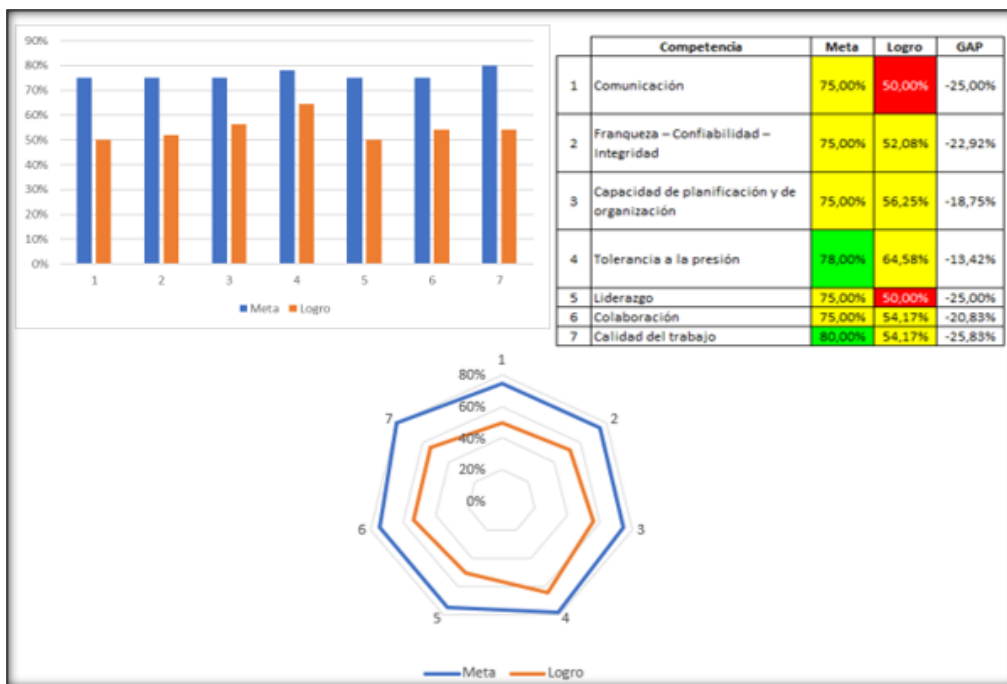 90%
80%
70%
60%
50%
40%
30%
20%
10%
0%
1 2 3 4 5 6 7
Meta Logro
Competencia Meta Logro GAP
1 Comunicación 75,00% 50,00% -25,00%
2 Franqueza – Confiabilidad –
Integridad 75,00% 52,08% -22,92%
3 Capacidad de planificación y de
organización 75,00% 56,25% -18,75%
4 Tolerancia a la presión 78,00% 64,58% -13,42%
5 Liderazgo 75,00% 50,00% -25,00%
6 Colaboración 75,00% 54,17% -20,83%
7 Calidad del trabajo 80,00% 54,17% -25,83%
1
80%
60%
40%
20%
0%
2
3
4
5
6
7
Meta Logro